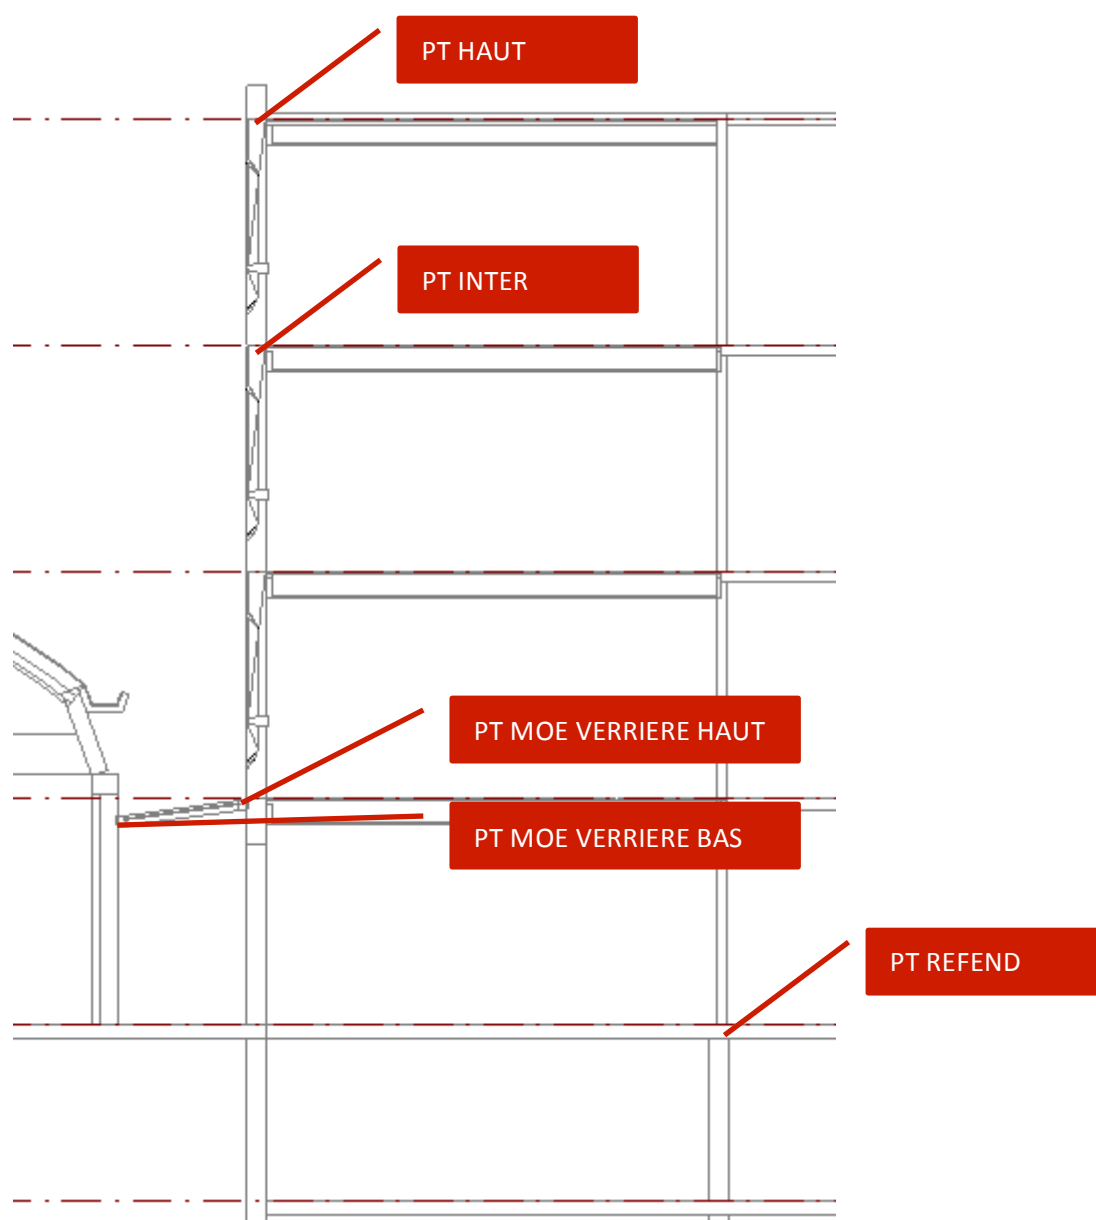 PT HAUT
PT INTER
PT MOE VERRIERE HAUT
PT MOE VERRIERE BAS
PT REFEND